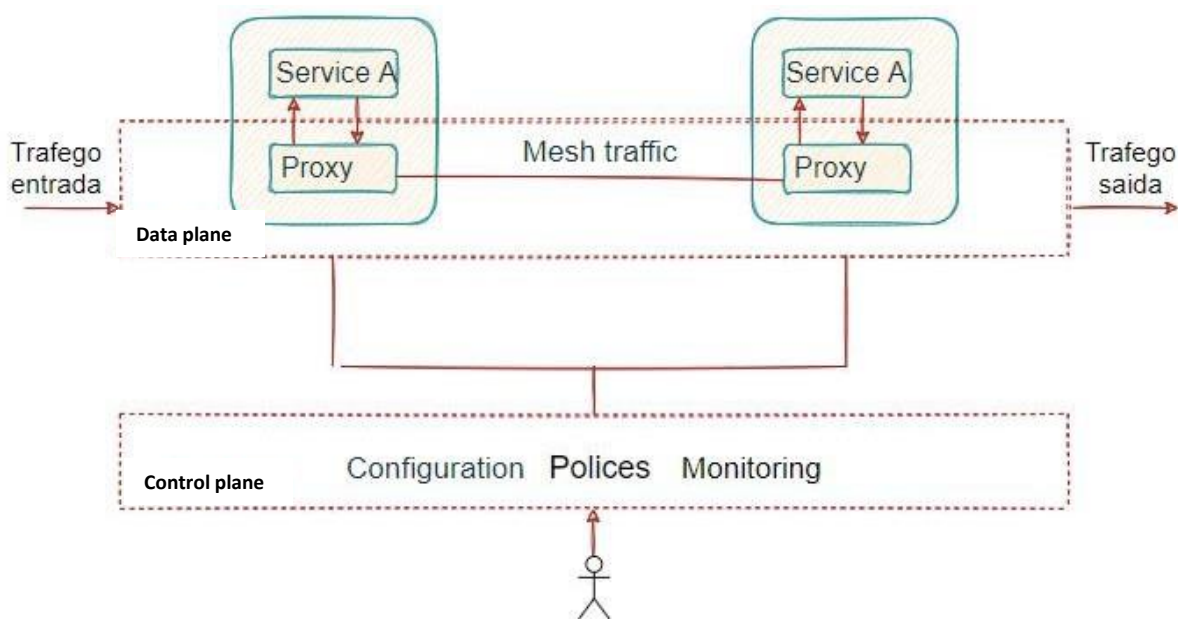 Service A
Service A
Trafego
entrada
Proxy
Mesh traffic
Proxy
Trafego
saida
Data plane
Control plane
Configuration
Polices
Monitoring